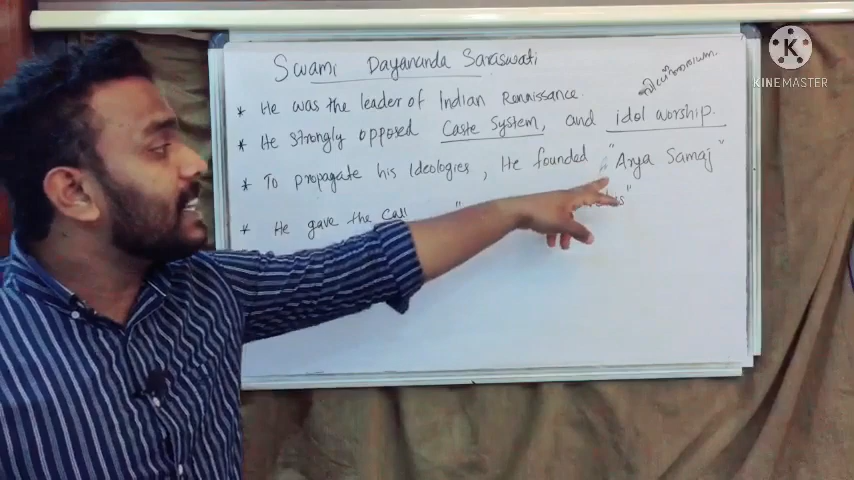 Swami Dayananda Saraswati
* He was the leader of Indian Renaissance.
* He strongly opposed Caste System, and idol worship.
* To propagate his Ideologies, He founded "Arya Samaj"
* He gave the call "
KINEMASTER